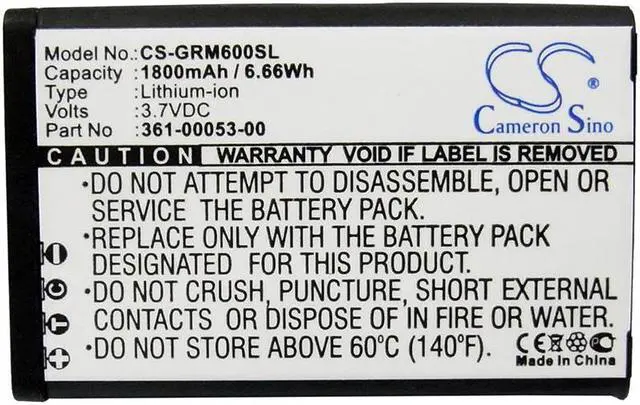 No: CS-GRM600SL
Capacity: 1800mAh / 6.66Wh
Type : Lithium-ion
Volts : 3.7VDC
Part No: 361-00053-00
CS
Cameron Sino
CAUTION WARRANTY VOID IF LABEL REMOVED!
•DO NOT ATTEMPT TO DISASSEMBLE, OPEN OR
SERVICE THE BATTERY PACK.
•REPLACE ONLY WITH THE BATTERY PACK
DESIGNATED FOR THIS PRODUCT.
•DO NOT CRUSH, PUNCTURE, SHORT EXTERNAL
CONTACTS, OR DISPOSE OF IN FIRE OR WATER.
•DO NOT STORE ABOVE 60°C (140°F).
CE
Made In China